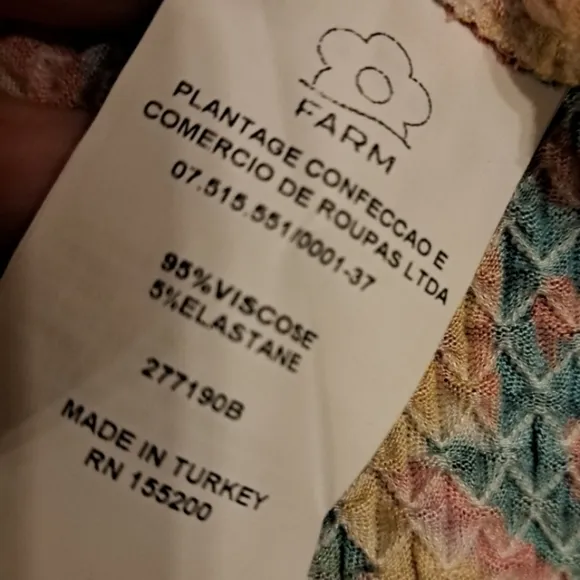 FARM
PLANTAGE CONFECCAO E
COMERCIO DE ROUPAS LTDA
07.515.551/0001-37
95%VISCOSE
5%ELASTANE
277190B
MADE IN TURKEY
RN 155200